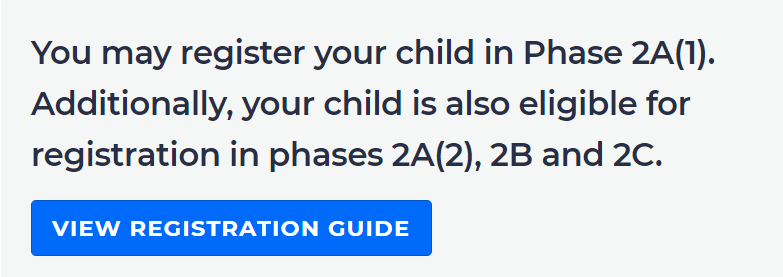 You may register your child in Phase 2A(1).
Additionally, your child is also eligible for
registration in phases 2A(2), 2B and 2C.
VIEW REGISTRATION GUIDE